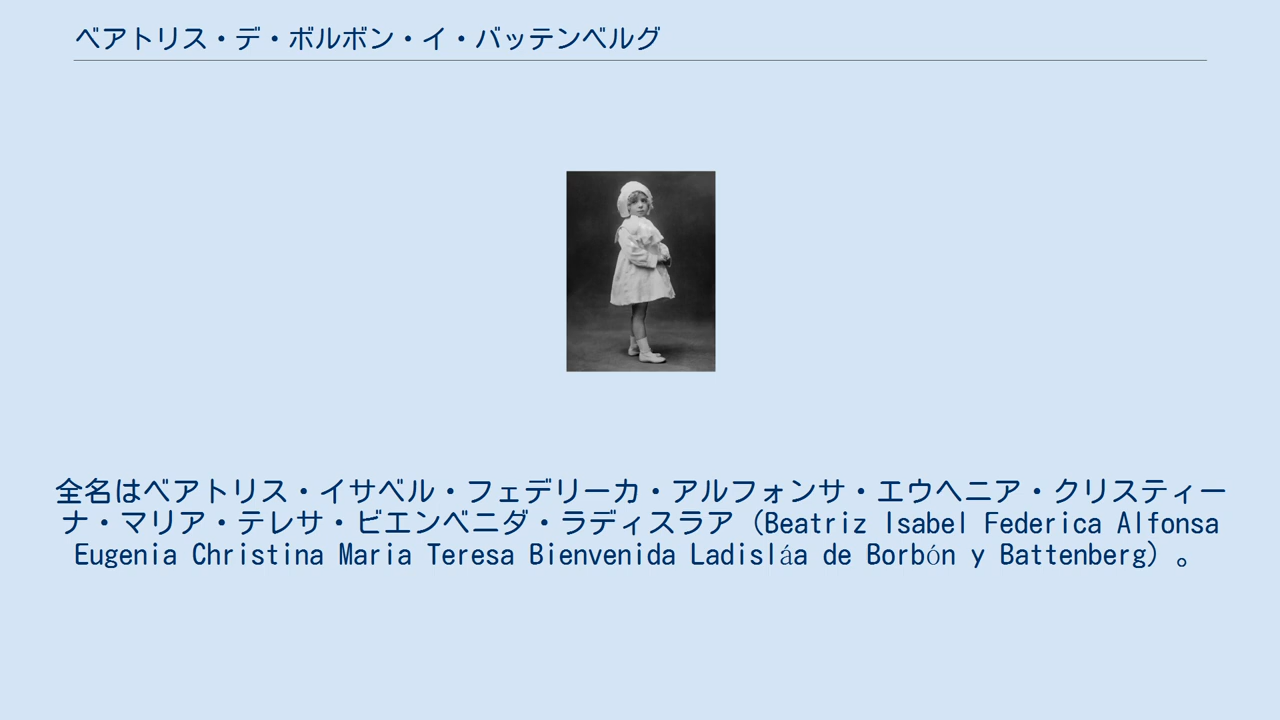 ベアトリス・デ・ボルボン・イ・バッテンベルグ
全名はベアトリス・イサベル・フェデリーカ・アルフォンサ・エウヘニア・クリスティー
ナ・マリア・テレサ・ビエンベニダ・ラディスラア（Beatriz Isabel Federica Alfonsa
Eugenia Christina Maria Teresa Bienvenida Ladisláa de Borbón y Battenberg）。